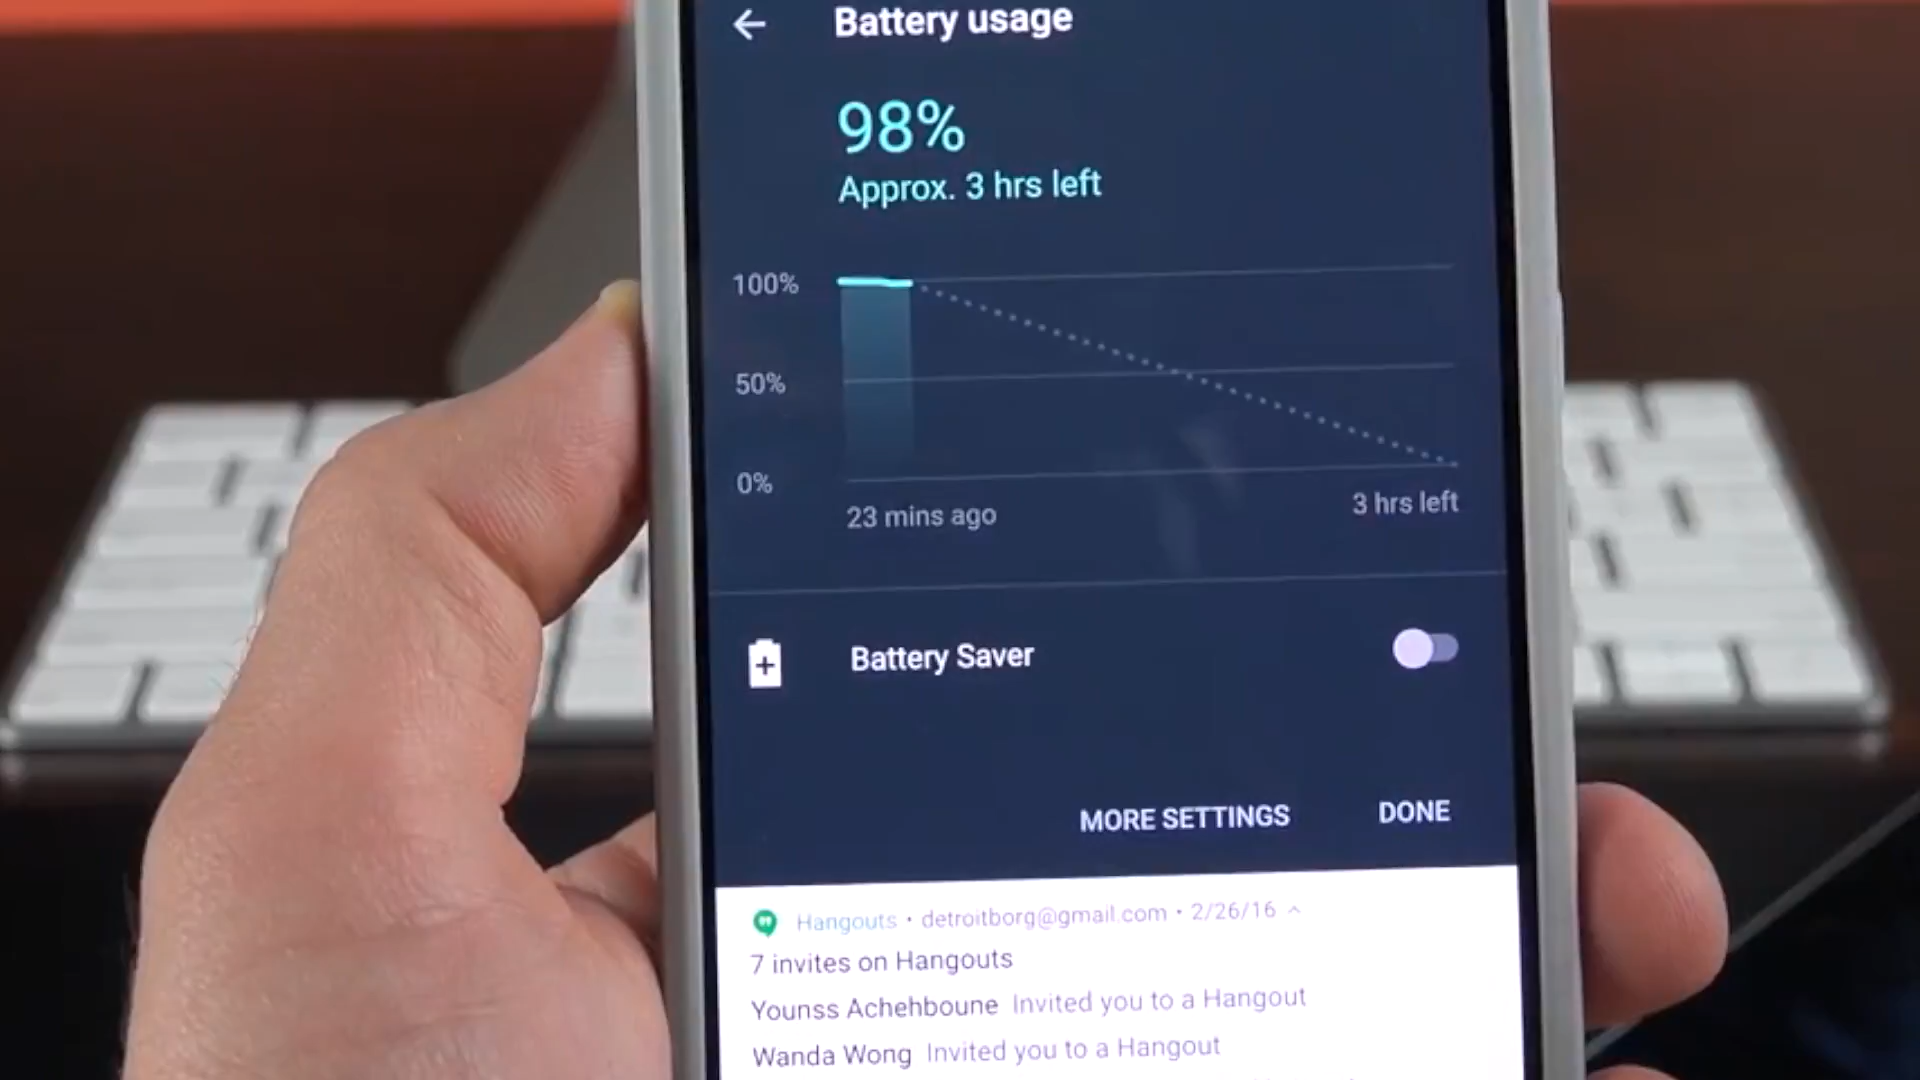 Battery usage
98%
Approx. 3 hrs left
100%
50%
0%
23 mins ago
3 hrs left
Battery Saver
MORE SETTINGS
DONE
Hangouts • detroitborg@gmail.com • 2/26/16
7 invites on Hangouts
Younss Achehboune Invited you to a Hangout
Wanda Wong Invited you to a Hangout